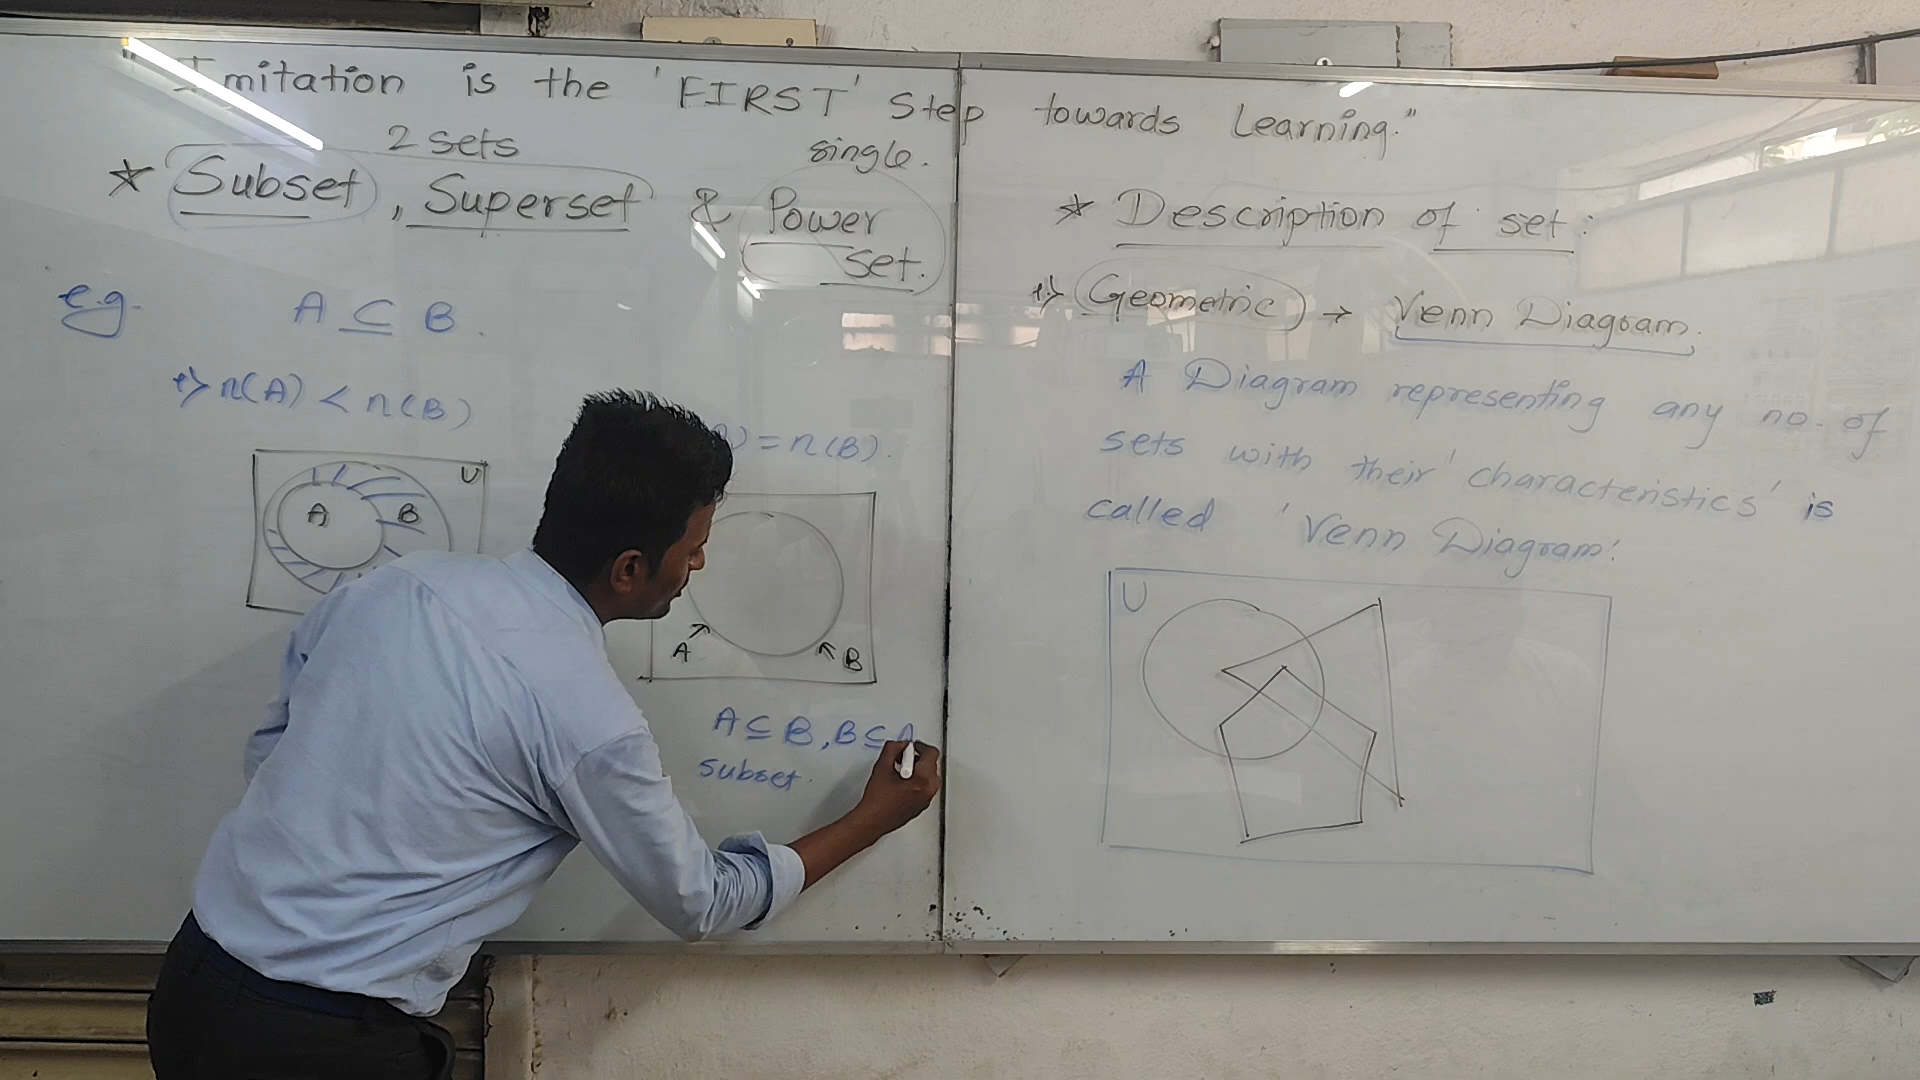 "Imitation is the 'FIRST' Step towards Learning."
2 sets single.
* Subset, Superset & Power set.
e.g. A ⊆ B.
i> n(A) < n(B)
) = n(B).
U
A B
A B
A ⊆ B, B ⊆ A
subset.
* Description of set:
i> Geometric → Venn Diagram.
A Diagram representing any no. of
sets with their 'characteristics' is
called 'Venn Diagram'.
U